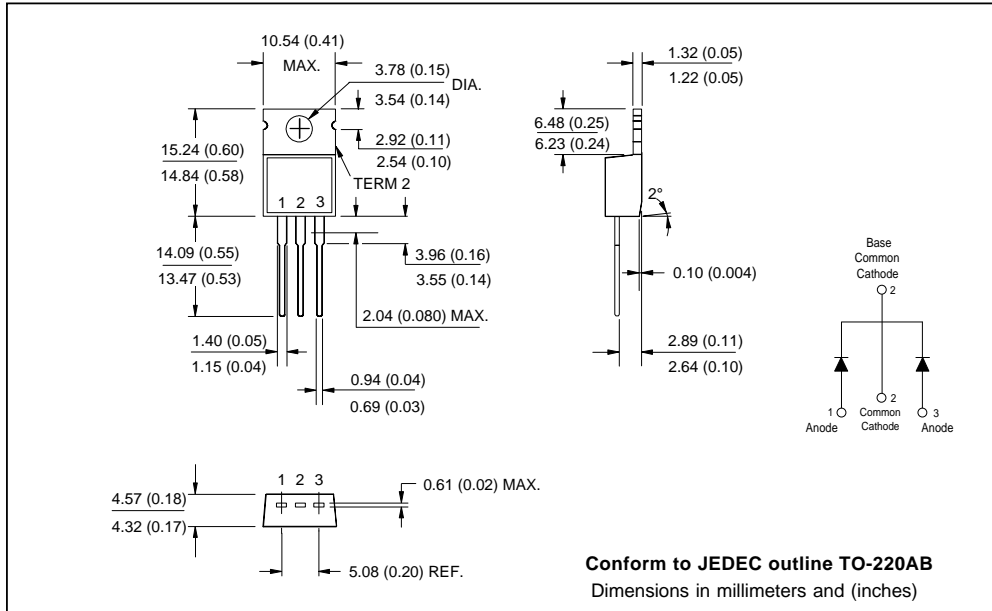 10.54 (0.41)
MAX.
3.78 (0.15)
3.54 (0.14)
DIA.
2.92 (0.11)
2.54 (0.10)
TERM 2
15.24 (0.60)
14.84 (0.58)
1 2 3
14.09 (0.55)
13.47 (0.53)
3.96 (0.16)
3.55 (0.14)
2.04 (0.080) MAX.
1.40 (0.05)
1.15 (0.04)
0.94 (0.04)
0.69 (0.03)
1.32 (0.05)
1.22 (0.05)
6.48 (0.25)
6.23 (0.24)
2°
0.10 (0.004)
2.89 (0.11)
2.64 (0.10)
Base
Common
Cathode
2
1
Anode
2
Common
Cathode
3
Anode
1 2 3
4.57 (0.18)
4.32 (0.17)
0.61 (0.02) MAX.
5.08 (0.20) REF.
Conform to JEDEC outline TO-220AB
Dimensions in millimeters and (inches)